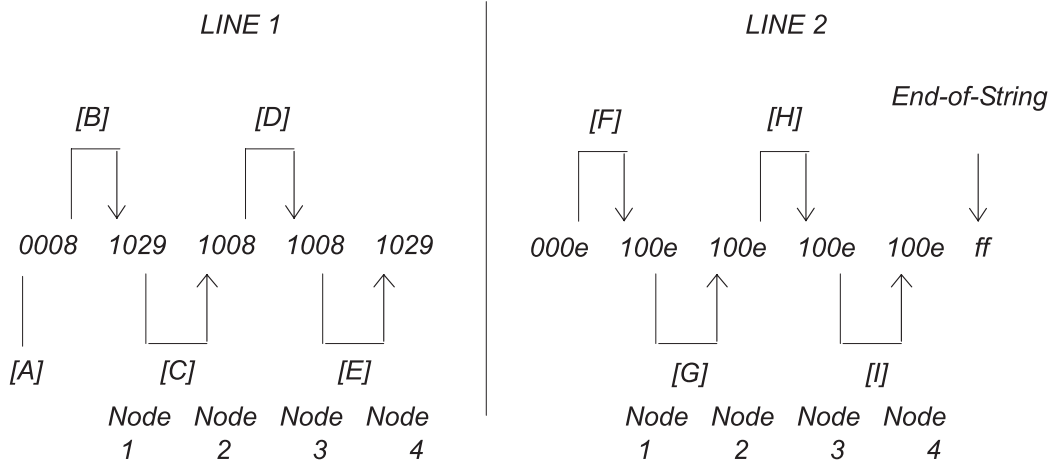 LINE 1
LINE 2
End-of-String
[B] [D]
[F] [H]
0008 1029 1008 1008 1029
000e 100e 100e 100e 100e ff
[A] [C] [E]
[G] [I]
Node Node Node Node
1 2 3 4
Node Node Node Node
1 2 3 4